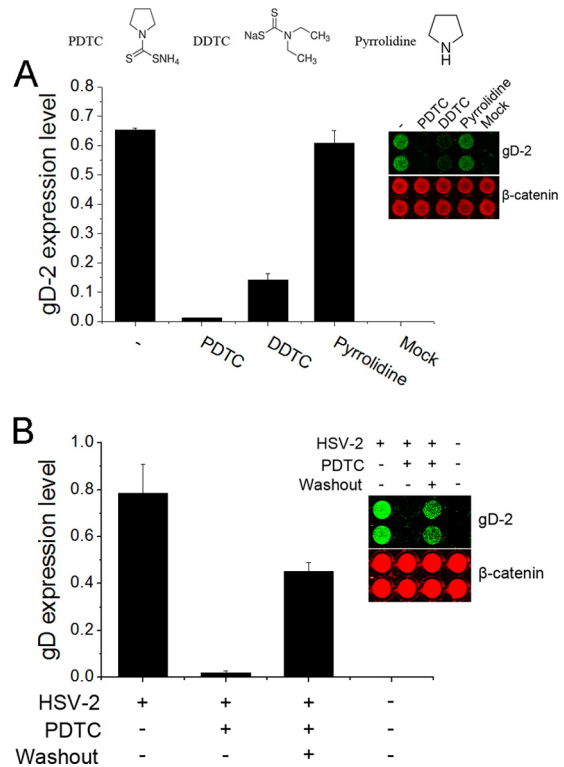 PDTC
N
S
SNH₄
DDTC
S
NaS
N
CH₃
CH₃
Pyrrolidine
N
H
A
gD-2 expression level
0.8
0.7
0.6
0.5
0.4
0.3
0.2
0.1
0.0
- PDTC DDTC Pyrrolidine Mock
- PDTC DDTC Pyrrolidine Mock
gD-2
β-catenin
B
gD expression level
1.0
0.8
0.6
0.4
0.2
0.0
HSV-2 + + + -
PDTC - + + -
Washout - - + -
HSV-2 + + + -
PDTC - + + -
Washout - - + -
gD-2
β-catenin